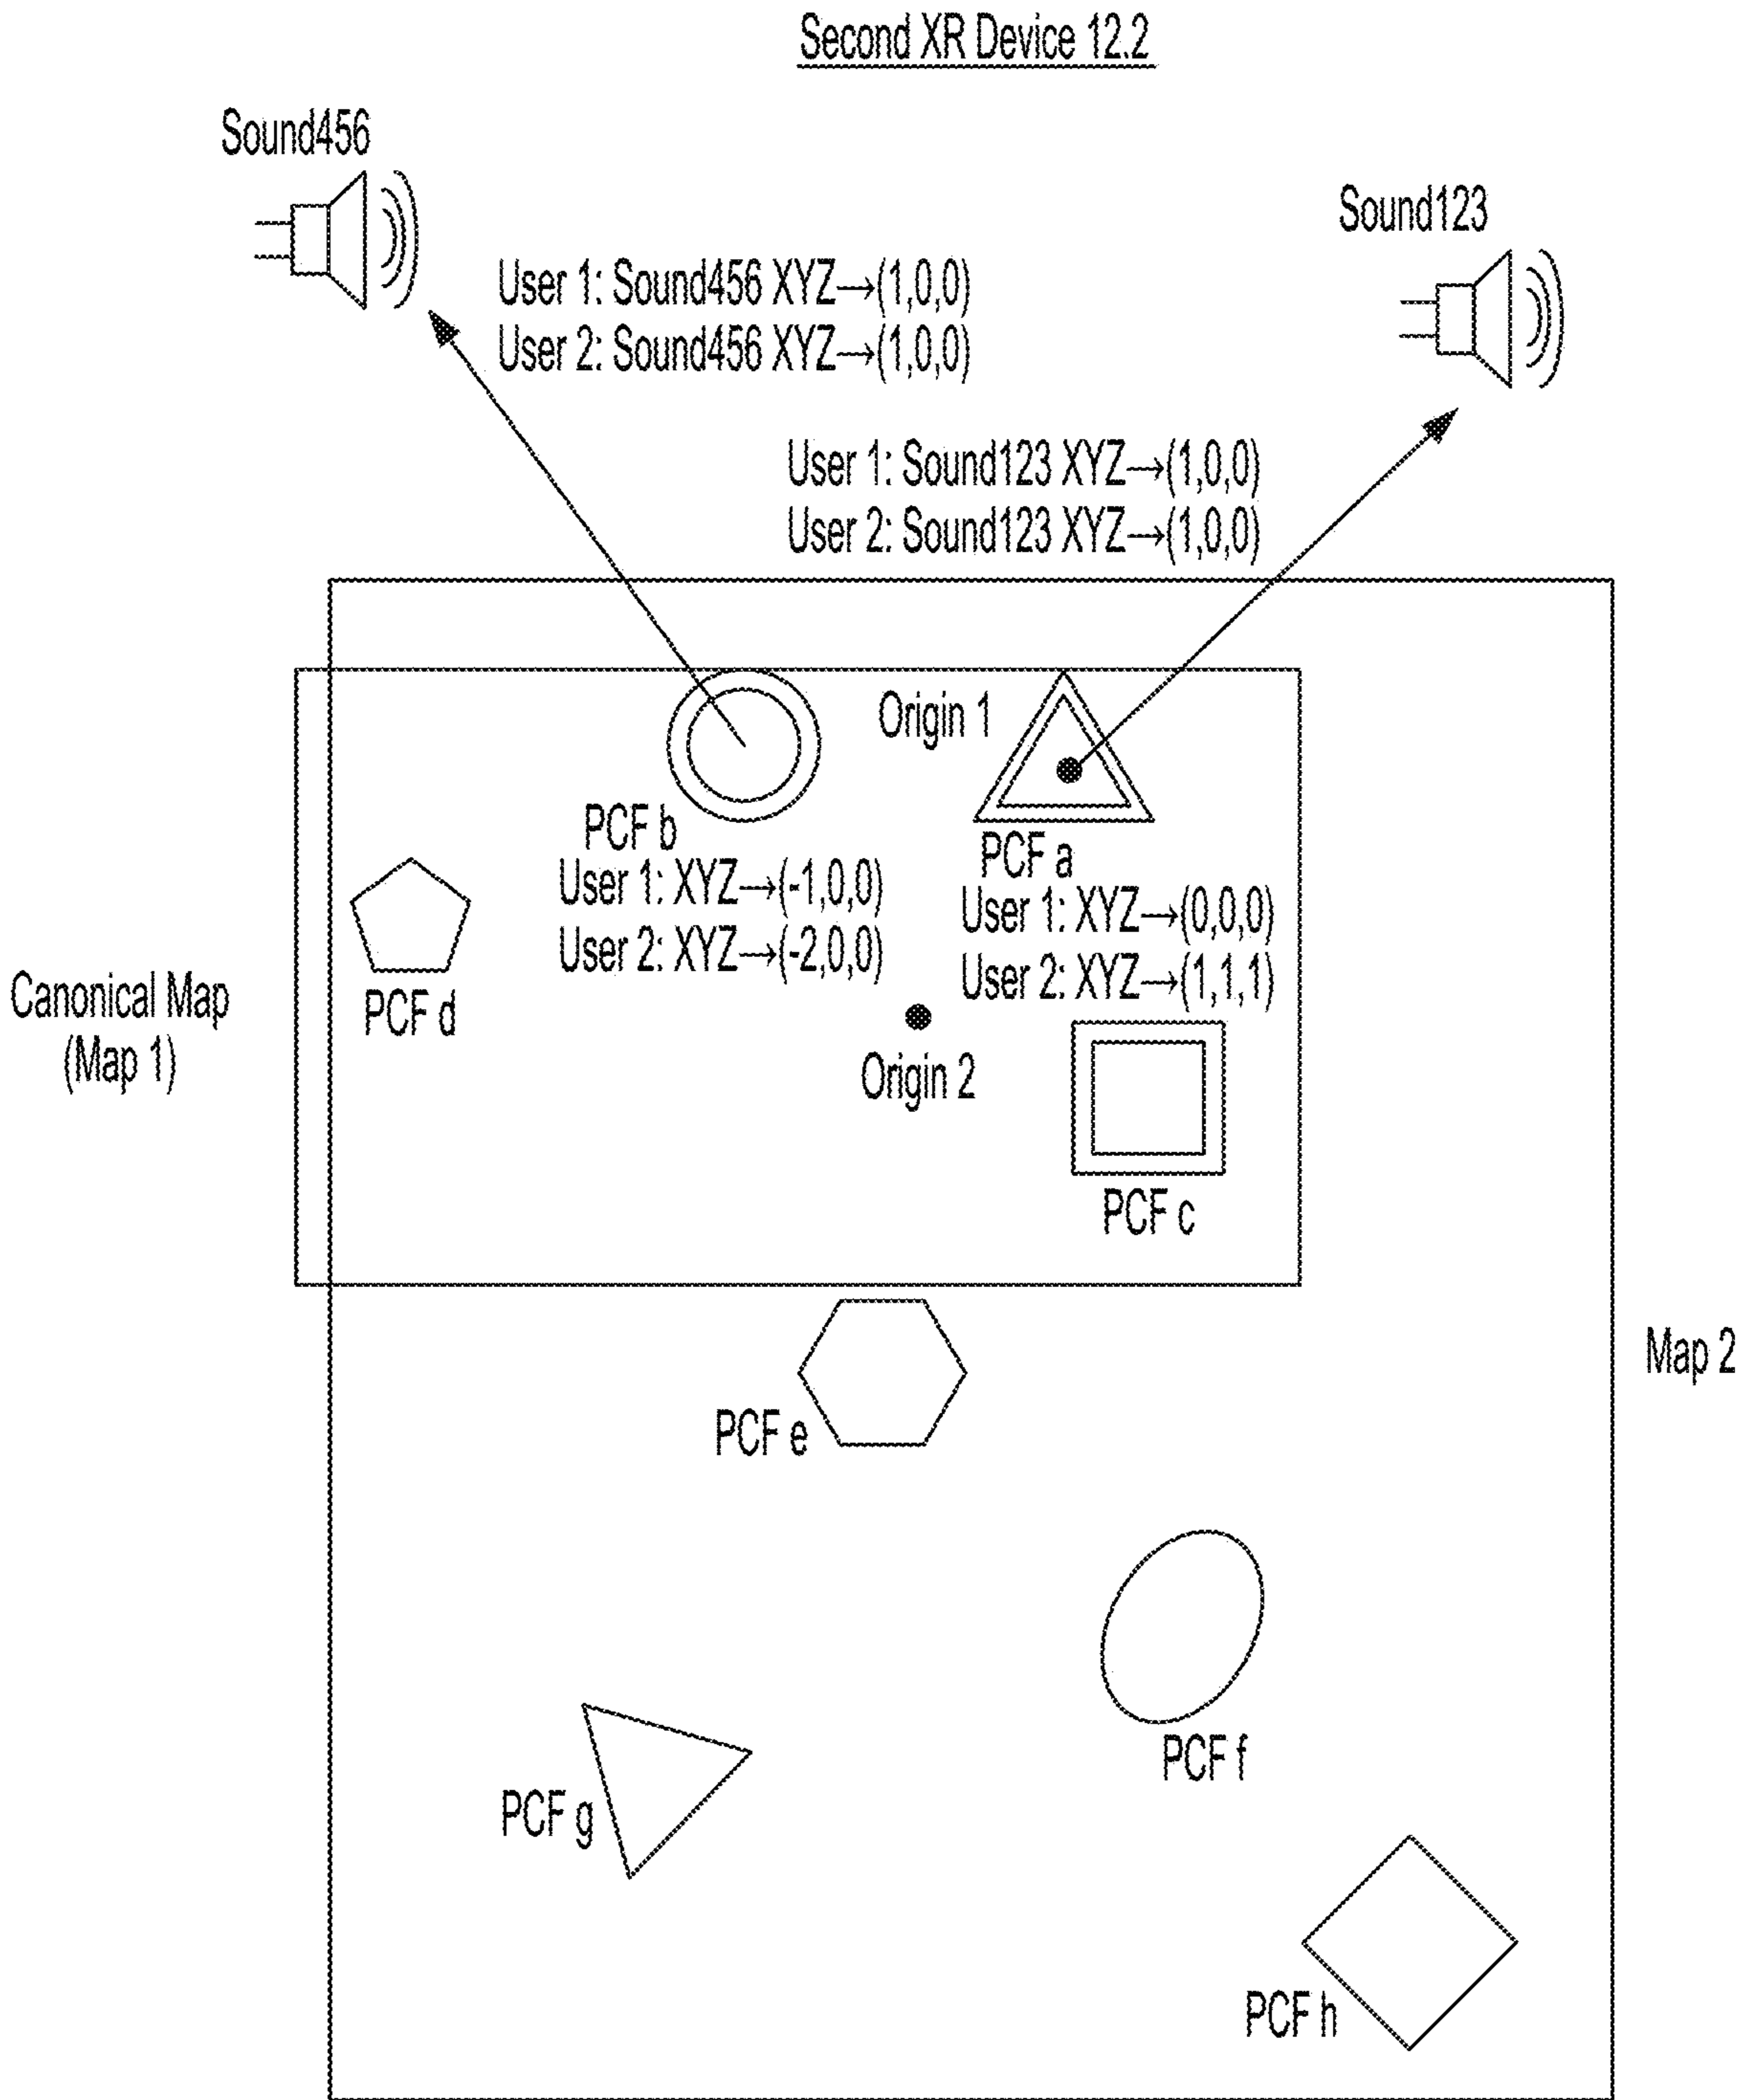 Second XR Device 12.2
Sound456
Sound123
User 1: Sound456 XYZ→(1,0,0)
User 2: Sound456 XYZ→(1,0,0)
User 1: Sound123 XYZ→(1,0,0)
User 2: Sound123 XYZ→(1,0,0)
Origin 1
PCF b
User 1: XYZ→(-1,0,0)
User 2: XYZ→(-2,0,0)
PCF a
User 1: XYZ→(0,0,0)
User 2: XYZ→(1,1,1)
PCF d
Canonical Map
(Map 1)
Origin 2
PCF c
Map 2
PCF e
PCF f
PCF g
PCF h